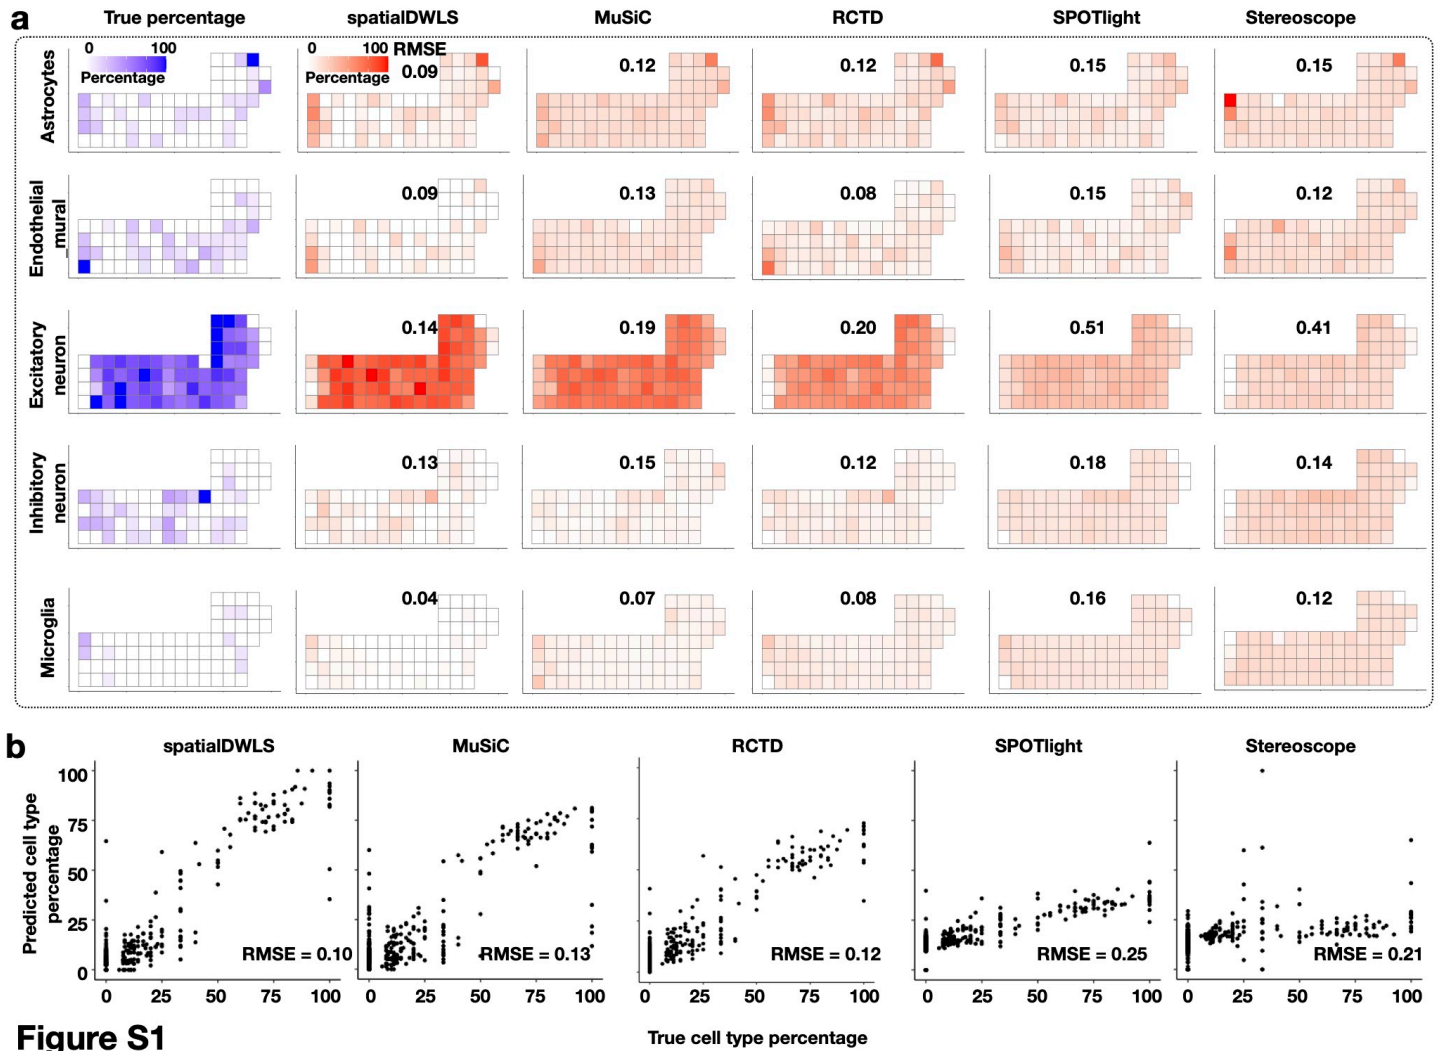 a
True percentage spatialDWLS MuSiC RCTD SPOTlight Stereoscope
0 100
Percentage
0 100
Percentage
RMSE
Astrocytes
0.09 0.12 0.12 0.15 0.15
Endothelial
_mural
0.09 0.13 0.08 0.15 0.12
Excitatory
neuron
0.14 0.19 0.20 0.51 0.41
Inhibitory
neuron
0.13 0.15 0.12 0.18 0.14
Microglia
0.04 0.07 0.08 0.16 0.12
b
spatialDWLS MuSiC RCTD SPOTlight Stereoscope
Predicted cell type
percentage
100
75
50
25
0
RMSE = 0.10 RMSE = 0.13 RMSE = 0.12 RMSE = 0.25 RMSE = 0.21
0 25 50 75 100 0 25 50 75 100 0 25 50 75 100 0 25 50 75 100 0 25 50 75 100
True cell type percentage
Figure S1